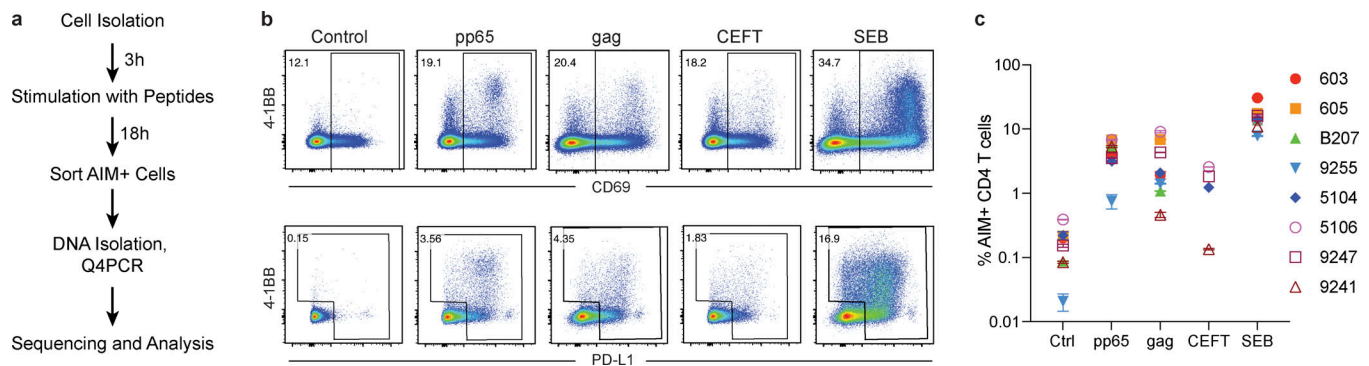 a
Cell Isolation
3h
Stimulation with Peptides
18h
Sort AIM+ Cells
DNA Isolation,
Q4PCR
Sequencing and Analysis
b
Control pp65 gag CEFT SEB
12.1 19.1 20.4 18.2 34.7
4-1BB
CD69
0.15 3.56 4.35 1.83 16.9
4-1BB
PD-L1
c
% AIM+ CD4 T cells
100
10
1
0.1
0.01
Ctrl pp65 gag CEFT SEB
603
605
B207
9255
5104
5106
9247
9241